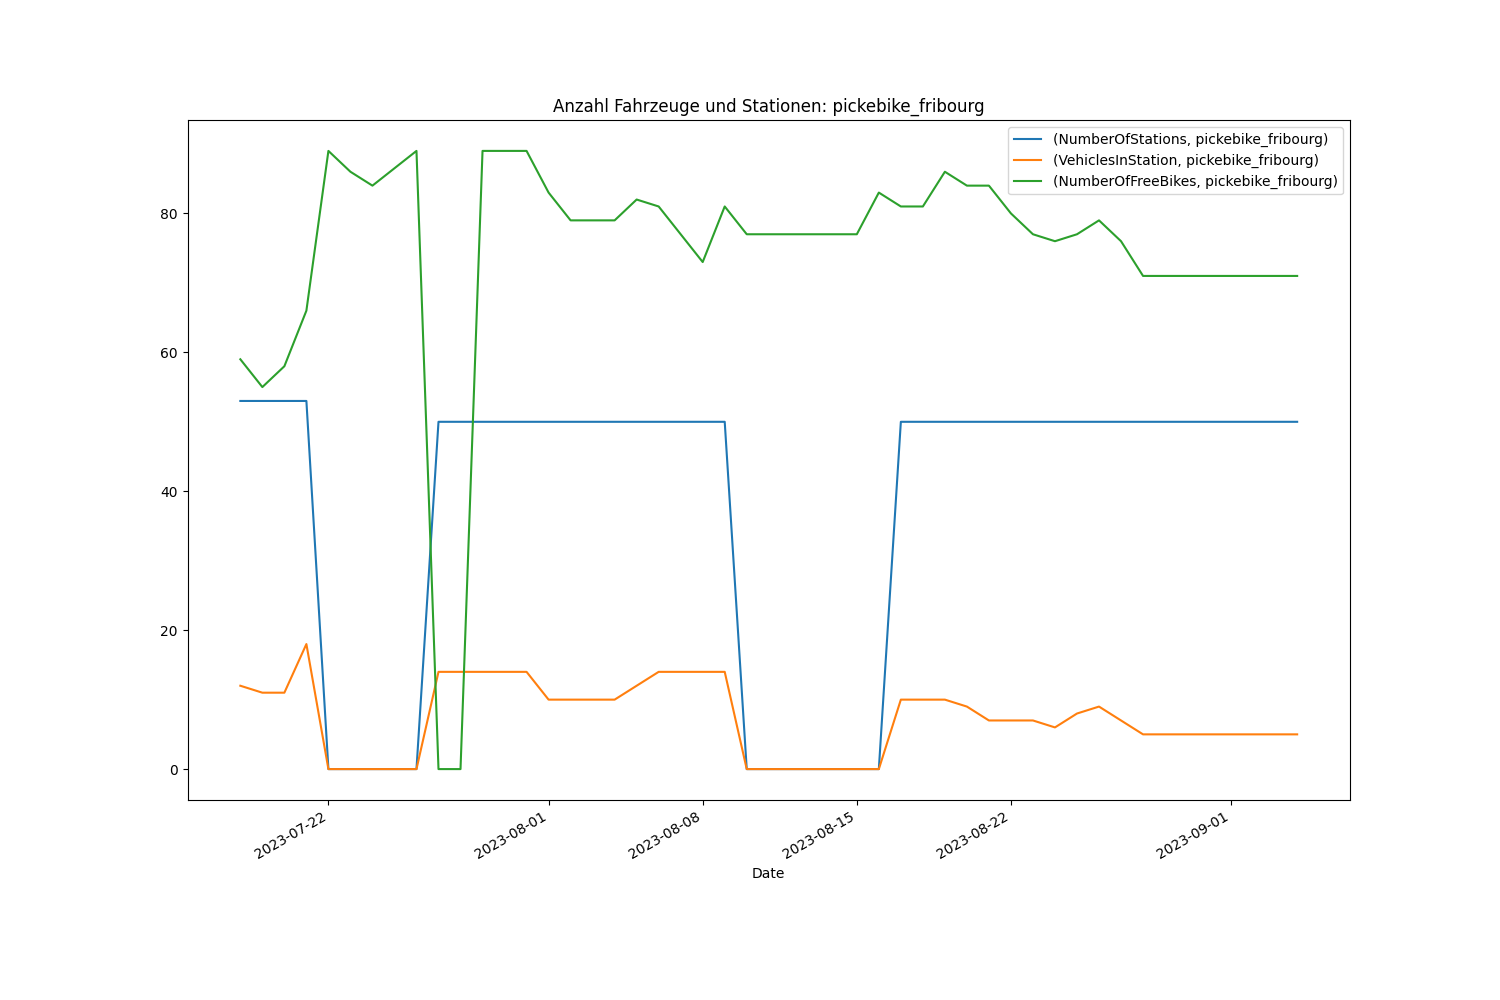 Anzahl Fahrzeuge und Stationen: pickebike_fribourg
(NumberOfStations, pickebike_fribourg)
(VehiclesInStation, pickebike_fribourg)
(NumberOfFreeBikes, pickebike_fribourg)
80
60
40
20
0
2023-07-22
2023-08-01
2023-08-08
2023-08-15
2023-08-22
2023-09-01
Date